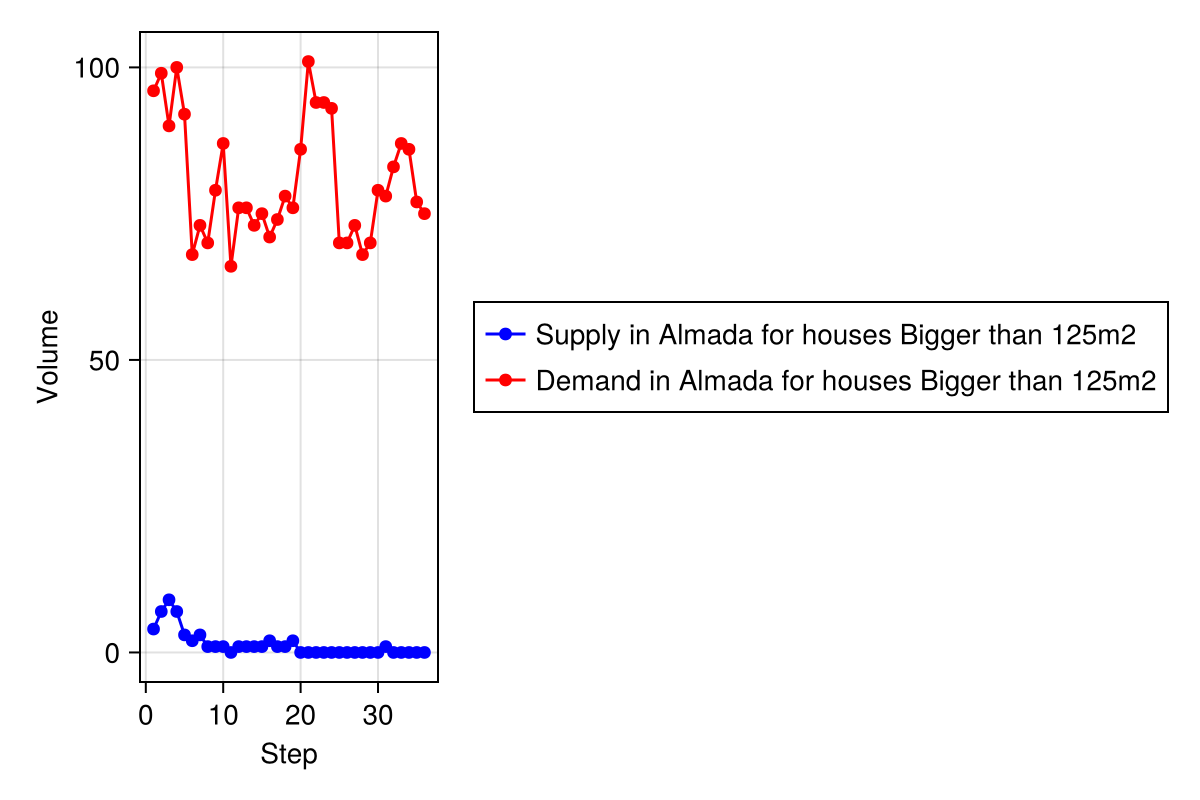 100
50
0
Volume
0 10 20 30
Step
Supply in Almada for houses Bigger than 125m2
Demand in Almada for houses Bigger than 125m2